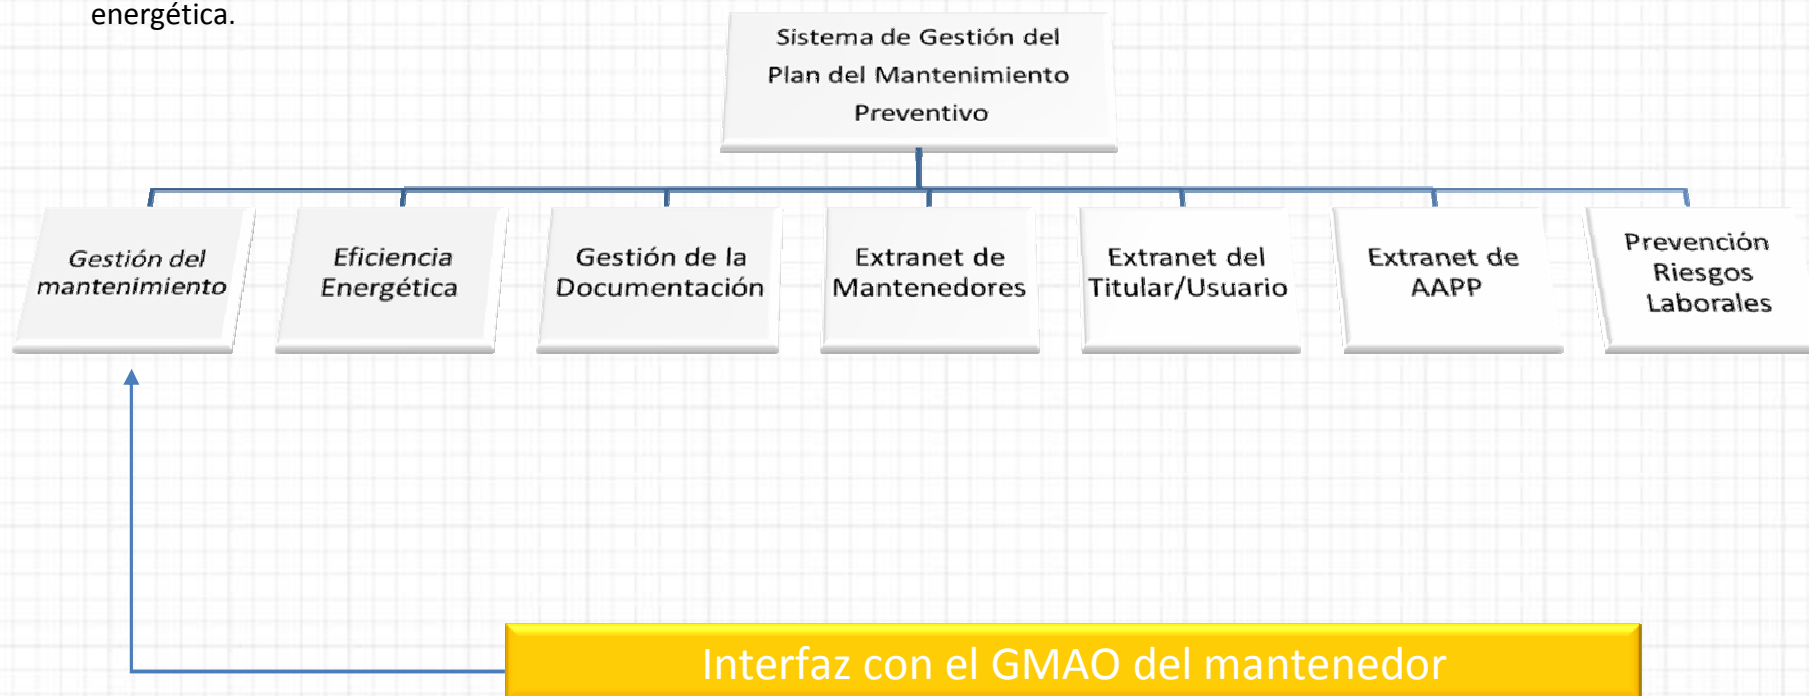 energética.
Sistema de Gestión del
Plan del Mantenimiento
Preventivo
Gestión del
mantenimiento
Eficiencia
Energética
Gestión de la
Documentación
Extranet de
Mantenedores
Extranet del
Titular/Usuario
Extranet de
AAPP
Prevención
Riesgos
Laborales
Interfaz con el GMAO del mantenedor